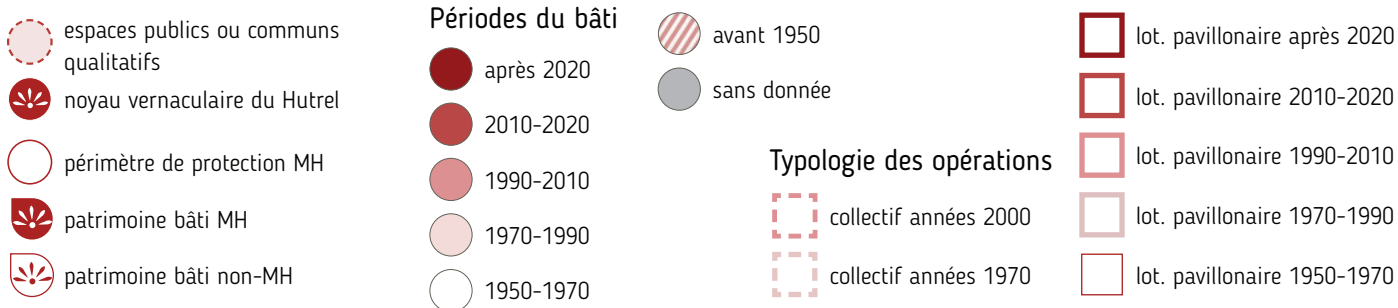 espaces publics ou communs
qualitatifs
noyau vernaculaire du Hutrel
périmètre de protection MH
patrimoine bâti MH
patrimoine bâti non-MH
Périodes du bâti
après 2020
2010-2020
1990-2010
1970-1990
1950-1970
avant 1950
sans donnée
Typologie des opérations
collectif années 2000
collectif années 1970
lot. pavillonaire après 2020
lot. pavillonaire 2010-2020
lot. pavillonaire 1990-2010
lot. pavillonaire 1970-1990
lot. pavillonaire 1950-1970